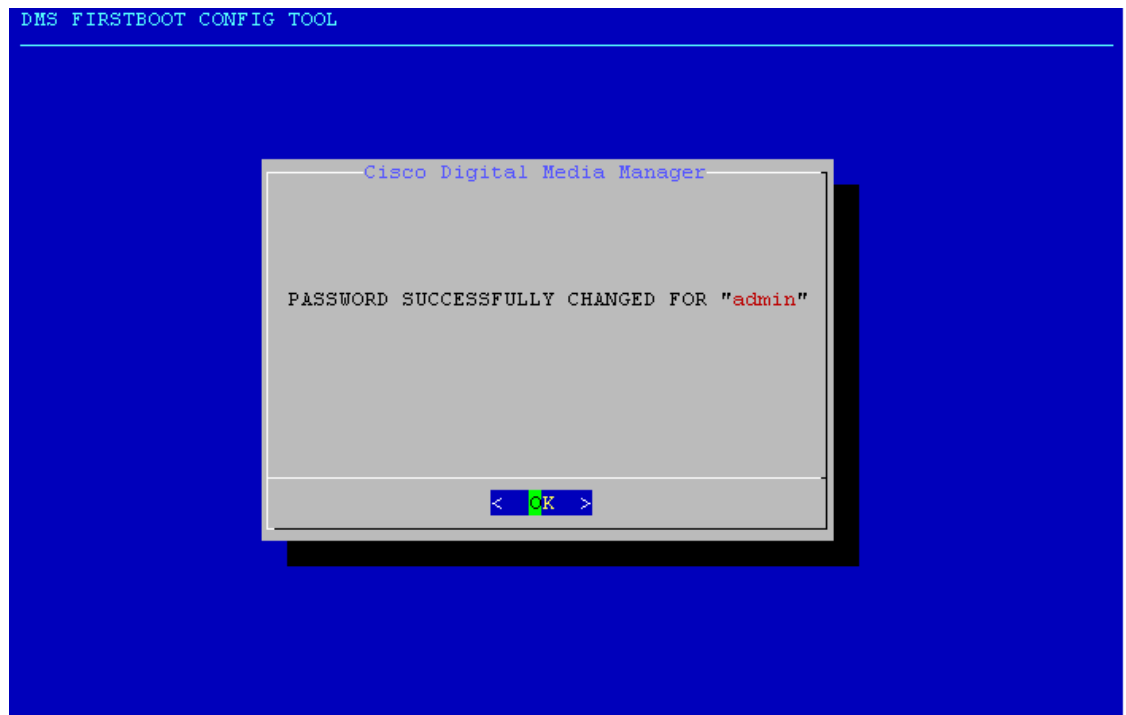 DMS FIRSTBOOT CONFIG TOOL
Cisco Digital Media Manager
PASSWORD SUCCESSFULLY CHANGED FOR "admin"
< OK >